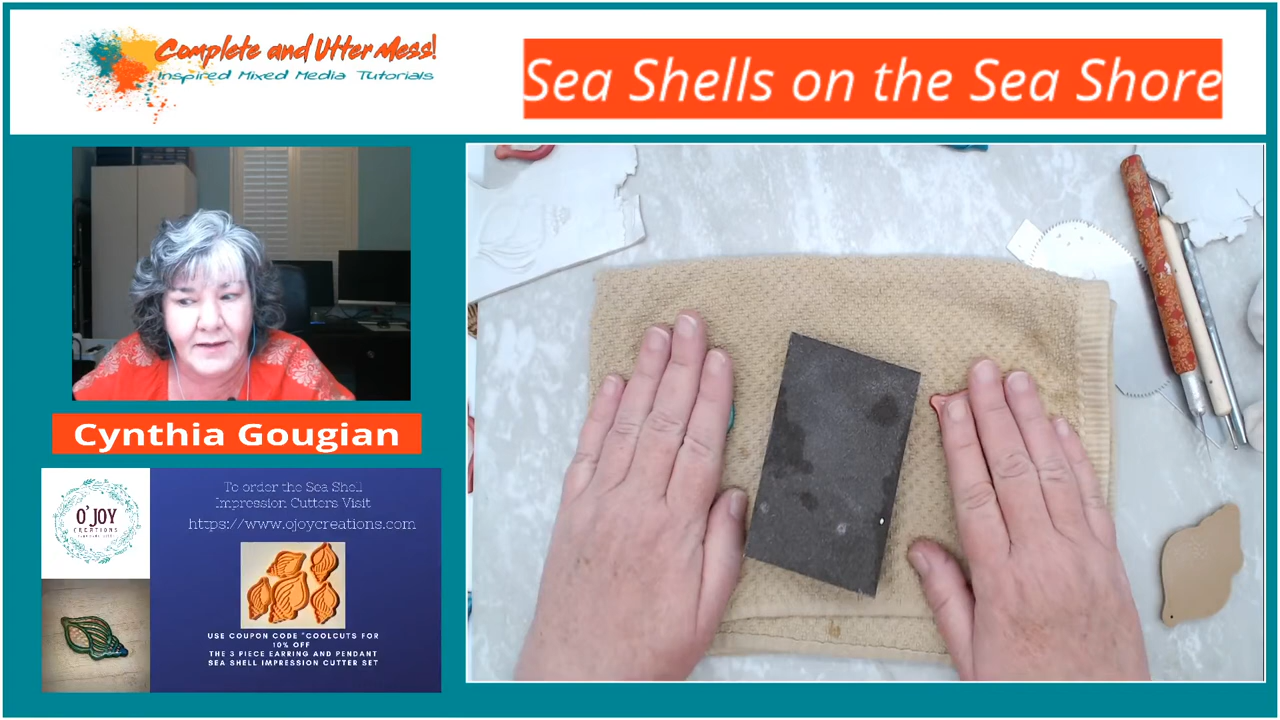 Complete and Utter Mess!
Inspired Mixed Media Tutorials
Sea Shells on the Sea Shore
Cynthia Gougian
O'JOY
CREATIONS
To order the Sea Shell
Impression Cutters Visit
https://www.ojoycreations.com
USE COUPON CODE "COOLCUTS FOR
10% OFF
THE 3 PIECE EARRING AND PENDANT
SEA SHELL IMPRESSION CUTTER SET